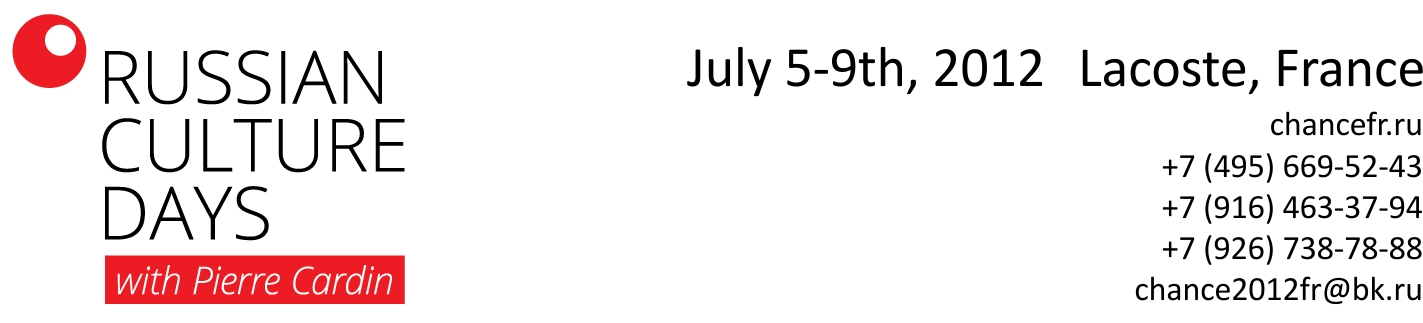 RUSSIAN
CULTURE
DAYS
with Pierre Cardin
July 5-9th, 2012 Lacoste, France
chancefr.ru
+7 (495) 669-52-43
+7 (916) 463-37-94
+7 (926) 738-78-88
chance2012fr@bk.ru